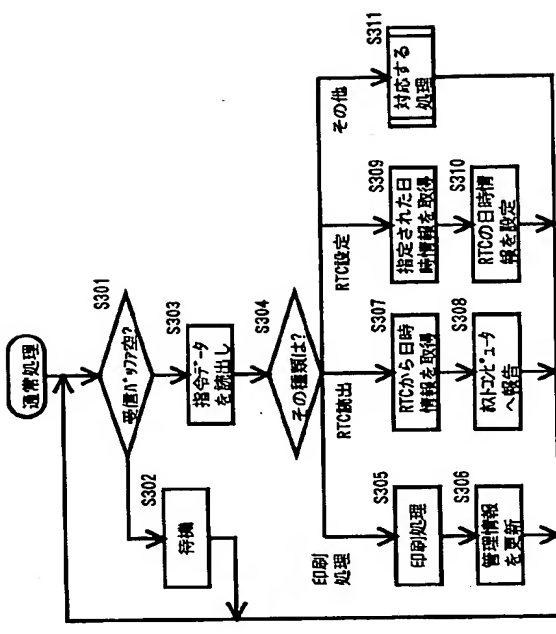 通常処理
S301
受信バッファ空?
S302
待機
S303
指令データ
を読出し
S304
その種類は?
印刷
処理
S305
印刷処理
S306
管理情報
を更新
RTC読出
S307
RTCから日時
情報を取得
S308
ホストコンピュータ
へ報告
RTC設定
S309
指定された日
時情報を取得
S310
RTCの日時情
報を設定
その他
S311
対応する
処理